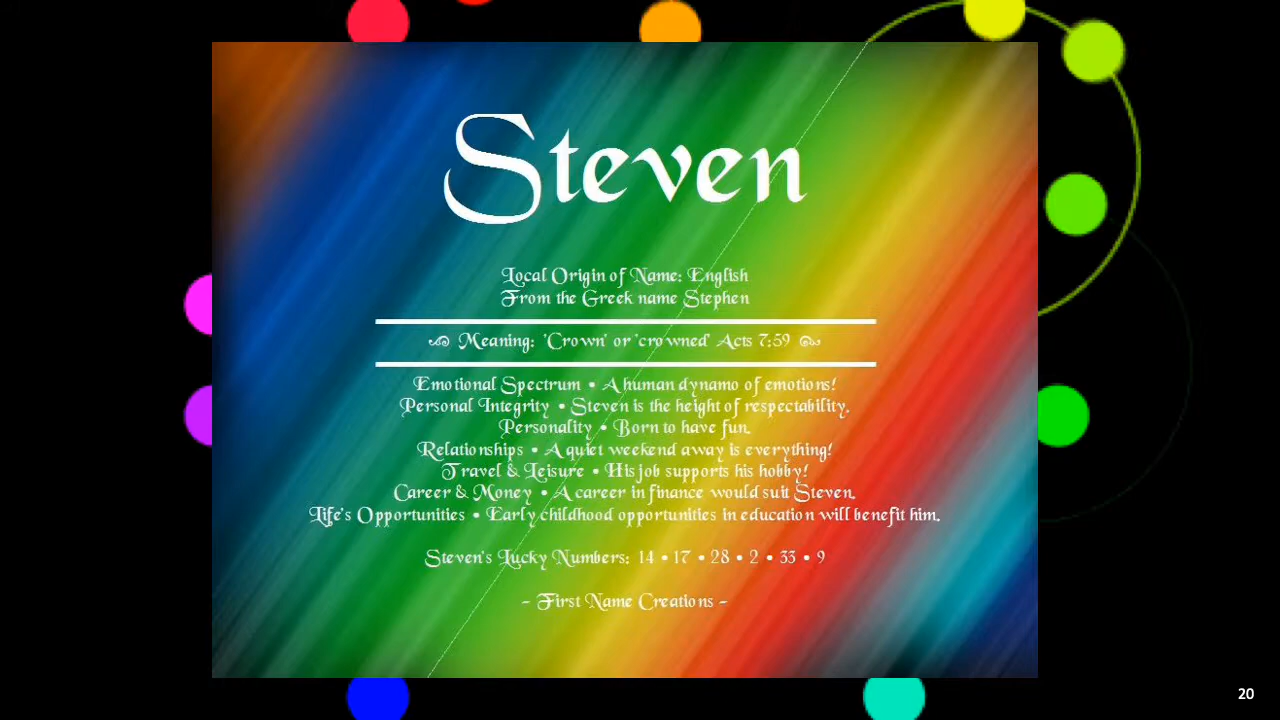 Steven
Local Origin of Name: English
From the Greek name Stephen
Meaning: 'Crown' or 'crowned' Acts 7:59
Emotional Spectrum • A human dynamo of emotions!
Personal Integrity • Steven is the height of respectability.
Personality • Born to have fun.
Relationships • A quiet weekend away is everything!
Travel & Leisure • His job supports his hobby!
Career & Money • A career in finance would suit Steven.
Life's Opportunities • Early childhood opportunities in education will benefit him.
Steven's Lucky Numbers: 14 • 17 • 28 • 2 • 33 • 9
- First Name Creations -
20